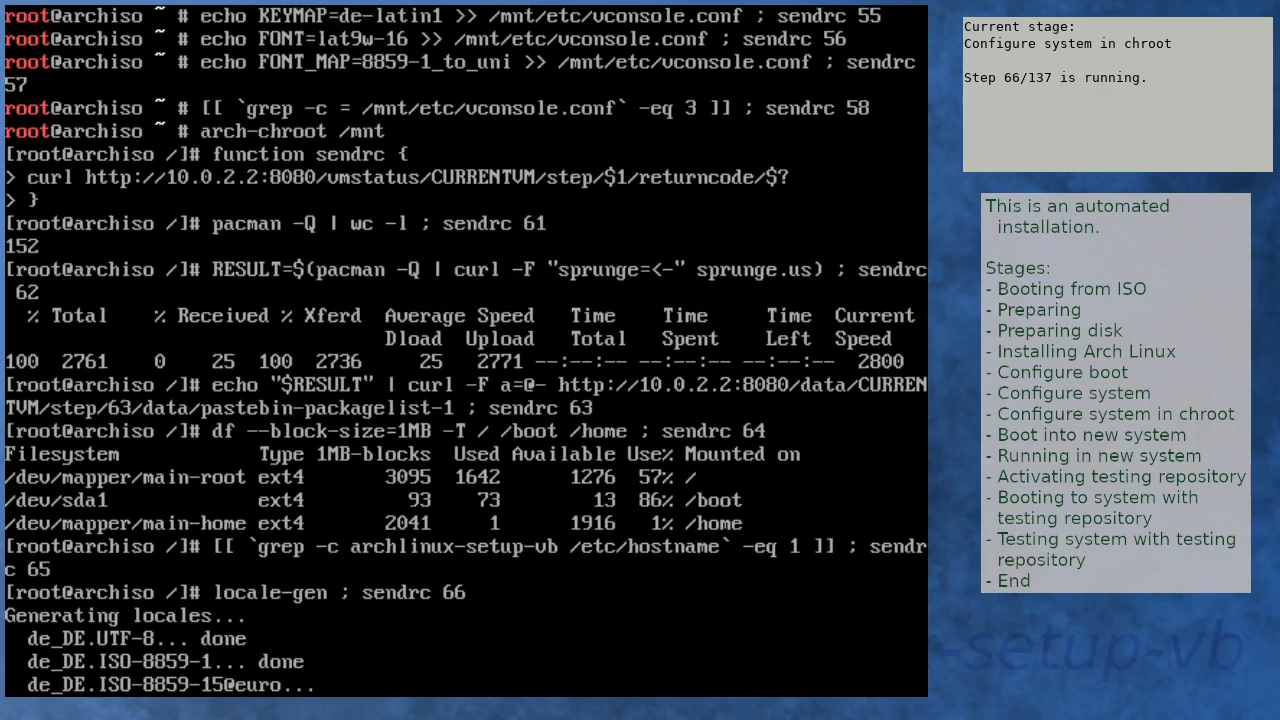 root@archiso ~ # echo KEYMAP=de-latin1 >> /mnt/etc/vconsole.conf ; sendrc 55
root@archiso ~ # echo FONT=lat9w-16 >> /mnt/etc/vconsole.conf ; sendrc 56
root@archiso ~ # echo FONT_MAP=8859-1_to_uni >> /mnt/etc/vconsole.conf ; sendrc
57
root@archiso ~ # [[ `grep -c = /mnt/etc/vconsole.conf` -eq 3 ]] ; sendrc 58
root@archiso ~ # arch-chroot /mnt
[root@archiso /]# function sendrc {
> curl http://10.0.2.2:8080/vmstatus/CURRENTVM/step/$1/returncode/$?
> }
[root@archiso /]# pacman -Q | wc -l ; sendrc 61
152
[root@archiso /]# RESULT=$(pacman -Q | curl -F "sprunge=<-" sprunge.us) ; sendrc
 62
  % Total    % Received % Xferd  Average Speed   Time    Time     Time  Current
                                 Dload  Upload   Total   Spent    Left  Speed
100  2761    0    25  100  2736     25   2771 --:--:-- --:--:-- --:--:--  2800
[root@archiso /]# echo "$RESULT" | curl -F a=@- http://10.0.2.2:8080/data/CURREN
TVM/step/63/data/pastebin-packagelist-1 ; sendrc 63
[root@archiso /]# df --block-size=1MB -T / /boot /home ; sendrc 64
Filesystem            Type 1MB-blocks  Used Available Use% Mounted on
/dev/mapper/main-root ext4       3095  1642      1276  57% /
/dev/sda1             ext4         93    73        13  86% /boot
/dev/mapper/main-home ext4       2041     1      1916   1% /home
[root@archiso /]# [[ `grep -c archlinux-setup-vb /etc/hostname` -eq 1 ]] ; sendr
c 65
[root@archiso /]# locale-gen ; sendrc 66
Generating locales...
  de_DE.UTF-8... done
  de_DE.ISO-8859-1... done
  de_DE.ISO-8859-15@euro...
Current stage:
Configure system in chroot
Step 66/137 is running.
This is an automated
installation.
Stages:
- Booting from ISO
- Preparing
- Preparing disk
- Installing Arch Linux
- Configure boot
- Configure system
- Configure system in chroot
- Boot into new system
- Running in new system
- Activating testing repository
- Booting to system with
testing repository
- Testing system with testing
repository
- End
-setup-vb